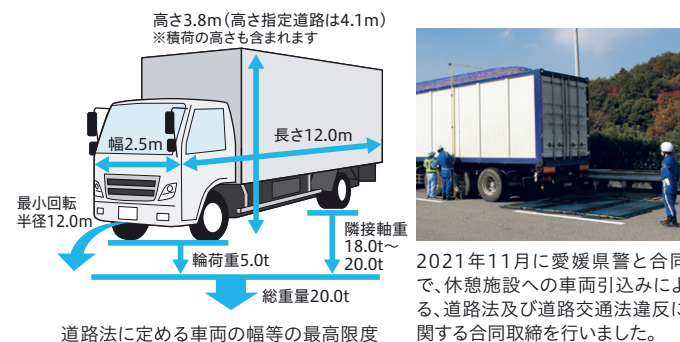 高さ3.8m（高さ指定道路は4.1m）
※積荷の高さも含まれます
幅2.5m
長さ12.0m
最小回転
半径12.0m
輪荷重5.0t
隣接軸重
18.0t～
20.0t
総重量20.0t
道路法に定める車両の幅等の最高限度
2021年11月に愛媛県警と合同
で、休憩施設への車両引込みによ
る、道路法及び道路交通法違反に
関する合同取締を行いました。